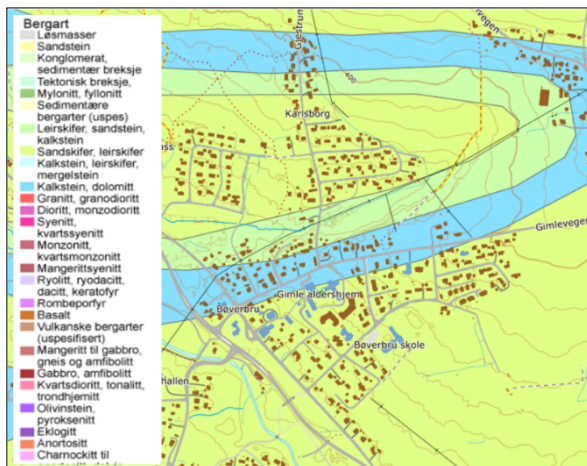 Bergart
Løsmasser
Sandstein
Konglomerat,
sedimentær breksje
Tektonisk breksje,
Mylonitt, fyllonitt
Sedimentære
bergarter (uspes)
Leirskifer, sandstein,
kalkstein
Sandskifer, leirskifer
Kalkstein, leirskifer,
mergelstein
Kalkstein, dolomitt
Granitt, granodioritt
Dioritt, monzodioritt
Syenitt,
kvartssyenitt
Monzonitt,
kvartsmonzonitt
Mangerittsyenitt
Ryolitt, ryodacitt,
dacitt, keratofyr
Rombeporfyr
Basalt
Vulkanske bergarter
(uspesifisert)
Mangeritt til gabbro,
gneis og amfibolitt
Gabbro, amfibolitt
Kvartsdioritt, tonalitt,
trondhjemitt
Olivinstein,
pyroksenitt
Eklogitt
Anortositt
Charnockitt til
Gjestrum
400
Karlsborg
Gimlevegen
Gimle aldershjem
Bøverbru
Bøverbru skole
hallen
vegen